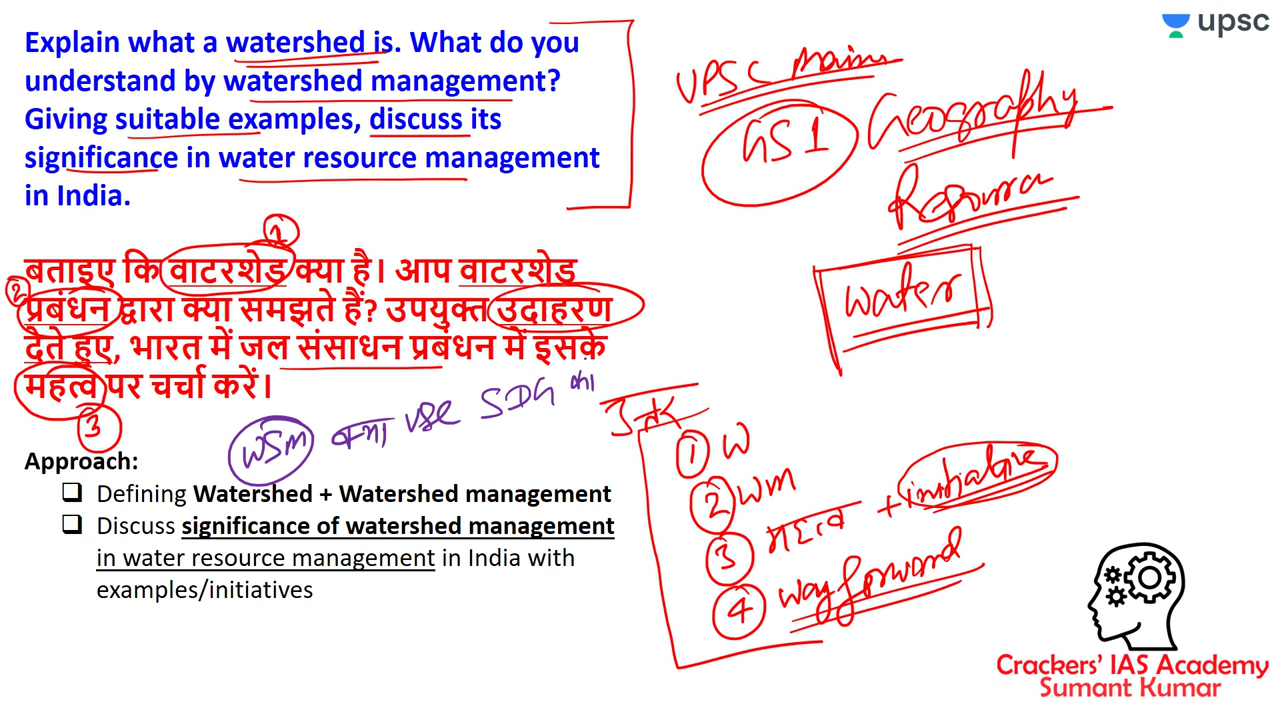 Explain what a watershed is. What do you
understand by watershed management?
Giving suitable examples, discuss its
significance in water resource management
in India.
upsc
UPSC Mains
GS 1 Geography
Resource
Water
1
बताइए कि वाटरशेड क्या है। आप वाटरशेड
2
प्रबंधन द्वारा क्या समझते हैं? उपयुक्त उदाहरण
देते हुए, भारत में जल संसाधन प्रबंधन में इसके
महत्व पर चर्चा करें।
3
WSM क्या SDG का
Approach:
❑ Defining Watershed + Watershed management
❑ Discuss significance of watershed management
in water resource management in India with
examples/initiatives
① W
② WM
③ महत्व + initiatives
④ way forward
Crackers' IAS Academy
Sumant Kumar